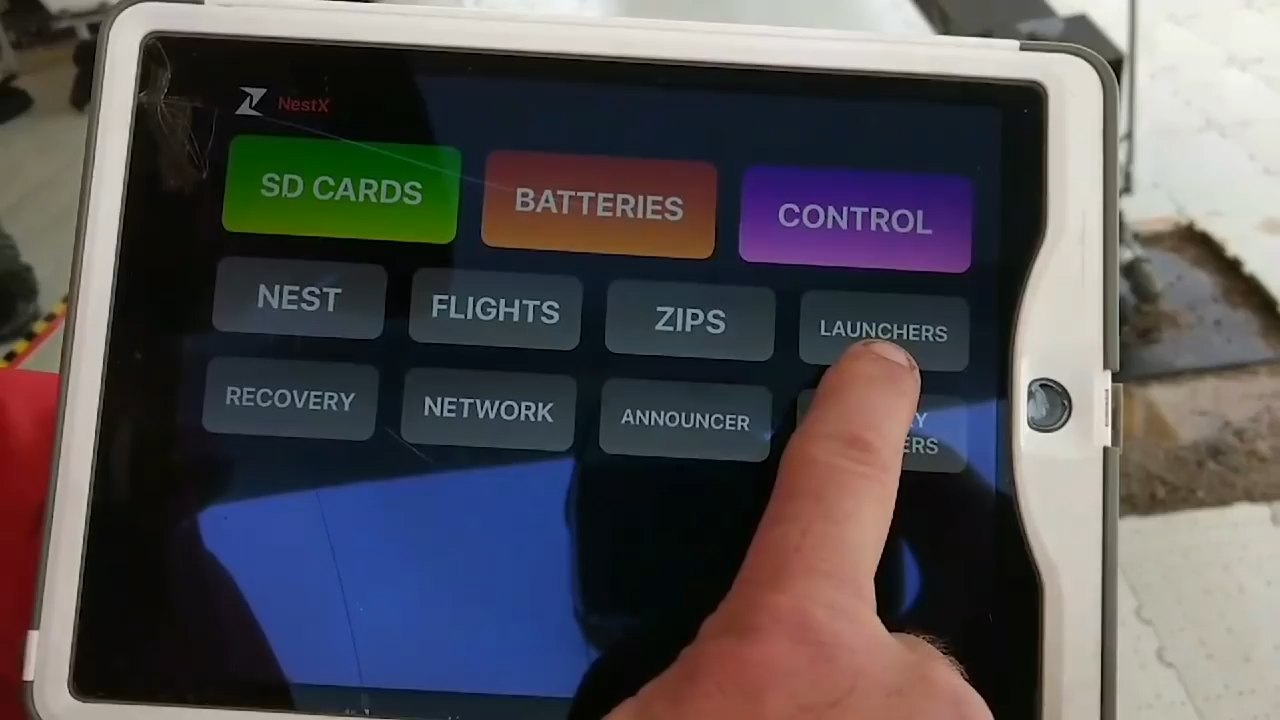 NestX
SD CARDS
BATTERIES
CONTROL
NEST
FLIGHTS
ZIPS
LAUNCHERS
RECOVERY
NETWORK
ANNOUNCER